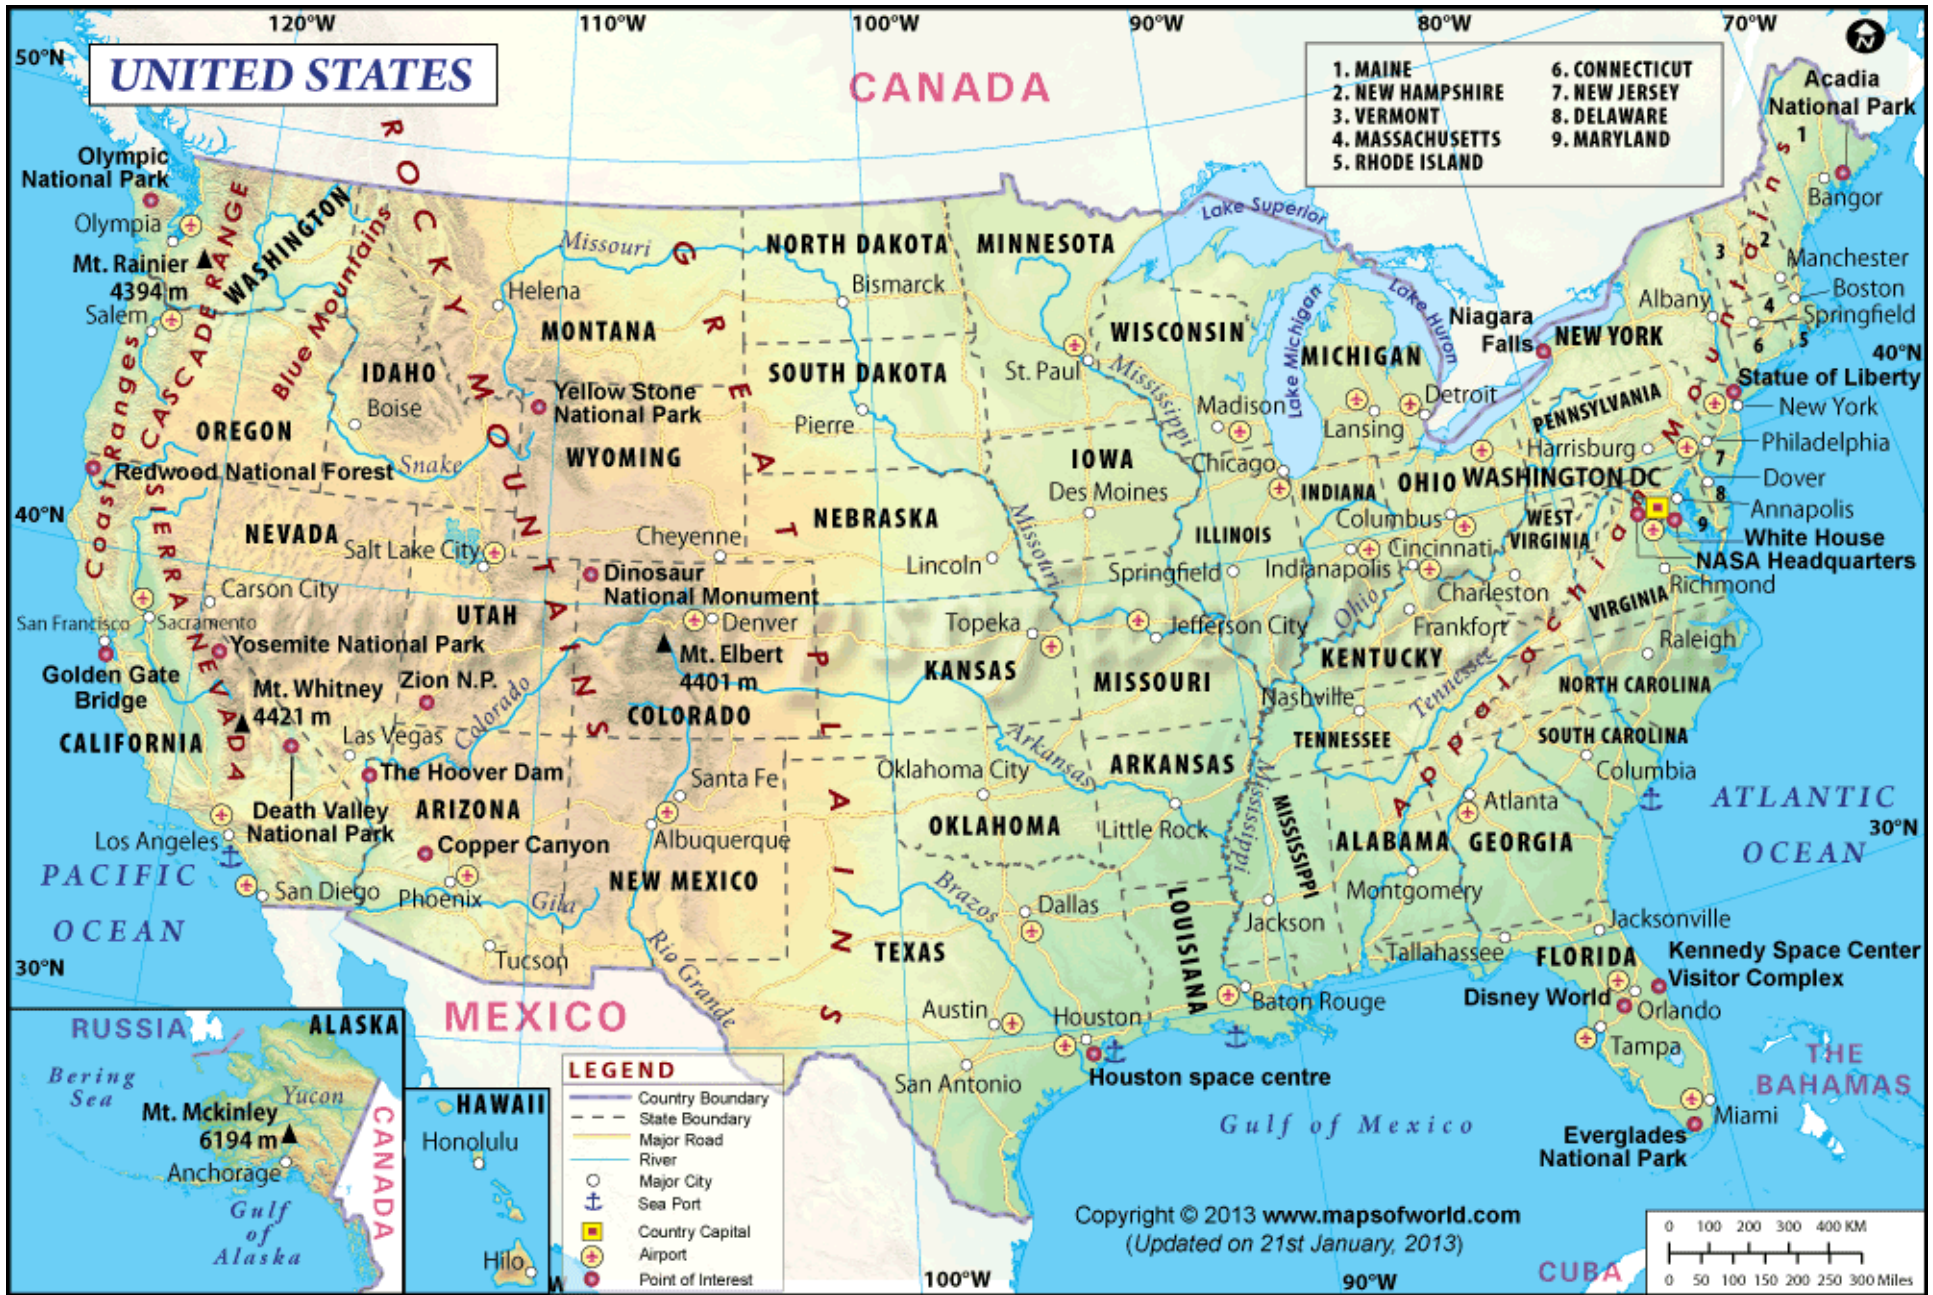 120°W
110°W
100°W
90°W
80°W
70°W
50°N
UNITED STATES
CANADA
N
1. MAINE
2. NEW HAMPSHIRE
3. VERMONT
4. MASSACHUSETTS
5. RHODE ISLAND
6. CONNECTICUT
7. NEW JERSEY
8. DELAWARE
9. MARYLAND
Acadia
National Park
1
Bangor
Olympic
National Park
Olympia
Mt. Rainier
4394 m
Salem
WASHINGTON
CASCADE RANGE
Blue Mountains
Coast Ranges
ROCKY MOUNTAINS
GREAT PLAINS
SIERRA NEVADA
Appalachian Mountains
Missouri
Helena
MONTANA
NORTH DAKOTA
Bismarck
MINNESOTA
Lake Superior
Lake Michigan
Lake Huron
WISCONSIN
MICHIGAN
Niagara
Falls
NEW YORK
Albany
3
2
Manchester
Boston
4
Springfield
5
6
40°N
IDAHO
Boise
OREGON
Redwood National Forest
Snake
Yellow Stone
National Park
WYOMING
SOUTH DAKOTA
Pierre
St. Paul
Mississippi
Madison
Lansing
Detroit
PENNSYLVANIA
Harrisburg
Statue of Liberty
New York
Philadelphia
7
Dover
8
Annapolis
9
White House
NASA Headquarters
40°N
NEVADA
Salt Lake City
Carson City
Cheyenne
NEBRASKA
Lincoln
IOWA
Des Moines
Missouri
Chicago
ILLINOIS
Springfield
INDIANA
Indianapolis
OHIO
Columbus
Cincinnati
WASHINGTON DC
WEST
VIRGINIA
Charleston
Richmond
VIRGINIA
San Francisco
Sacramento
Golden Gate
Bridge
Yosemite National Park
Mt. Whitney
4421 m
UTAH
Zion N.P.
Colorado
Dinosaur
National Monument
Denver
Mt. Elbert
4401 m
COLORADO
Topeka
KANSAS
Jefferson City
MISSOURI
Ohio
Frankfort
KENTUCKY
Nashville
Tennessee
Raleigh
NORTH CAROLINA
CALIFORNIA
Las Vegas
The Hoover Dam
Death Valley
National Park
ARIZONA
Copper Canyon
Santa Fe
Albuquerque
NEW MEXICO
Oklahoma City
OKLAHOMA
Arkansas
ARKANSAS
Little Rock
Mississippi
MISSISSIPPI
TENNESSEE
SOUTH CAROLINA
Columbia
Atlanta
ALABAMA
GEORGIA
Montgomery
ATLANTIC
OCEAN
30°N
Los Angeles
PACIFIC
OCEAN
San Diego
Phoenix
Gila
Tucson
Rio Grande
Brazos
Dallas
TEXAS
LOUISIANA
Jackson
Baton Rouge
Tallahassee
Jacksonville
FLORIDA
Kennedy Space Center
Visitor Complex
Disney World
Orlando
Tampa
30°N
MEXICO
Austin
Houston
San Antonio
Houston space centre
Gulf of Mexico
Miami
Everglades
National Park
THE
BAHAMAS
CUBA
RUSSIA
ALASKA
Bering
Sea
Yucon
Mt. Mckinley
6194 m
Anchorage
CANADA
Gulf
of
Alaska
HAWAII
Honolulu
Hilo
W
LEGEND
Country Boundary
State Boundary
Major Road
River
Major City
Sea Port
Country Capital
Airport
Point of Interest
100°W
90°W
Copyright © 2013 www.mapsofworld.com
(Updated on 21st January, 2013)
0 100 200 300 400 KM
0 50 100 150 200 250 300 Miles